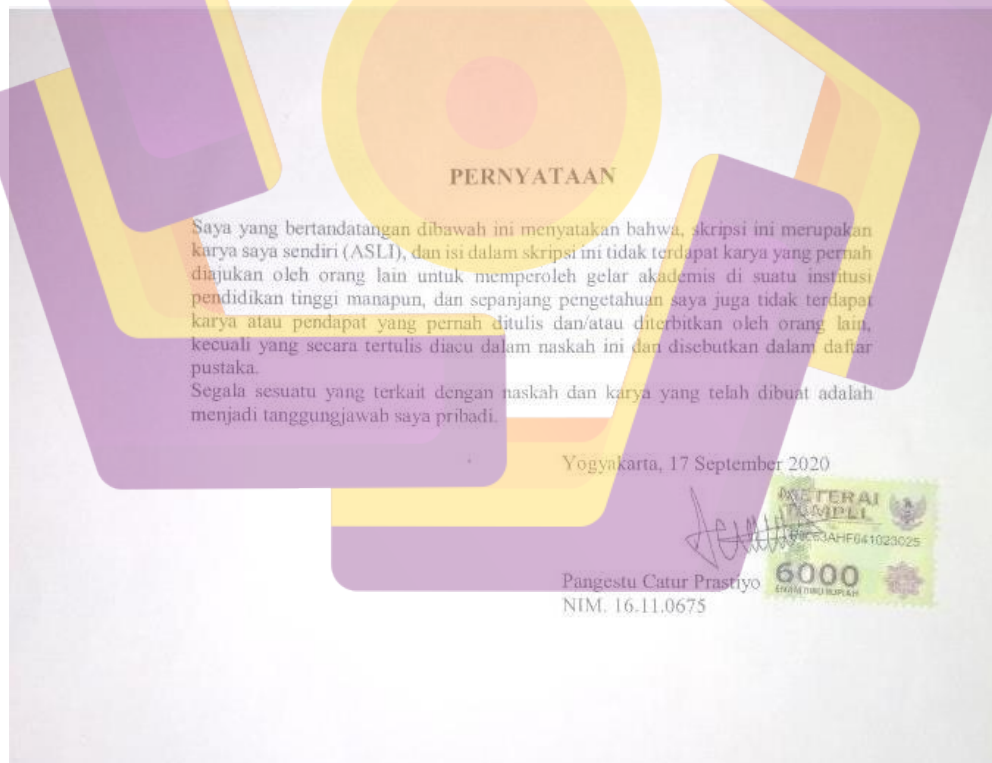 PERNYATAAN
Saya yang bertandatangan dibawah ini menyatakan bahwa, skripsi ini merupakan
karya saya sendiri (ASLI), dan isi dalam skripsi ini tidak terdapat karya yang pernah
diajukan oleh orang lain untuk memperoleh gelar akademis di suatu institusi
pendidikan tinggi manapun, dan sepanjang pengetahuan saya juga tidak terdapat
karya atau pendapat yang pernah ditulis dan/atau diterbitkan oleh orang lain,
kecuali yang secara tertulis diacu dalam naskah ini dan disebutkan dalam daftar
pustaka.
Segala sesuatu yang terkait dengan naskah dan karya yang telah dibuat adalah
menjadi tanggungjawab saya pribadi.
Yogyakarta, 17 September 2020
METERAI
TEMPEL
6000
ENAM RIBU RUPIAH
Pangestu Catur Prastiyo
NIM. 16.11.0675